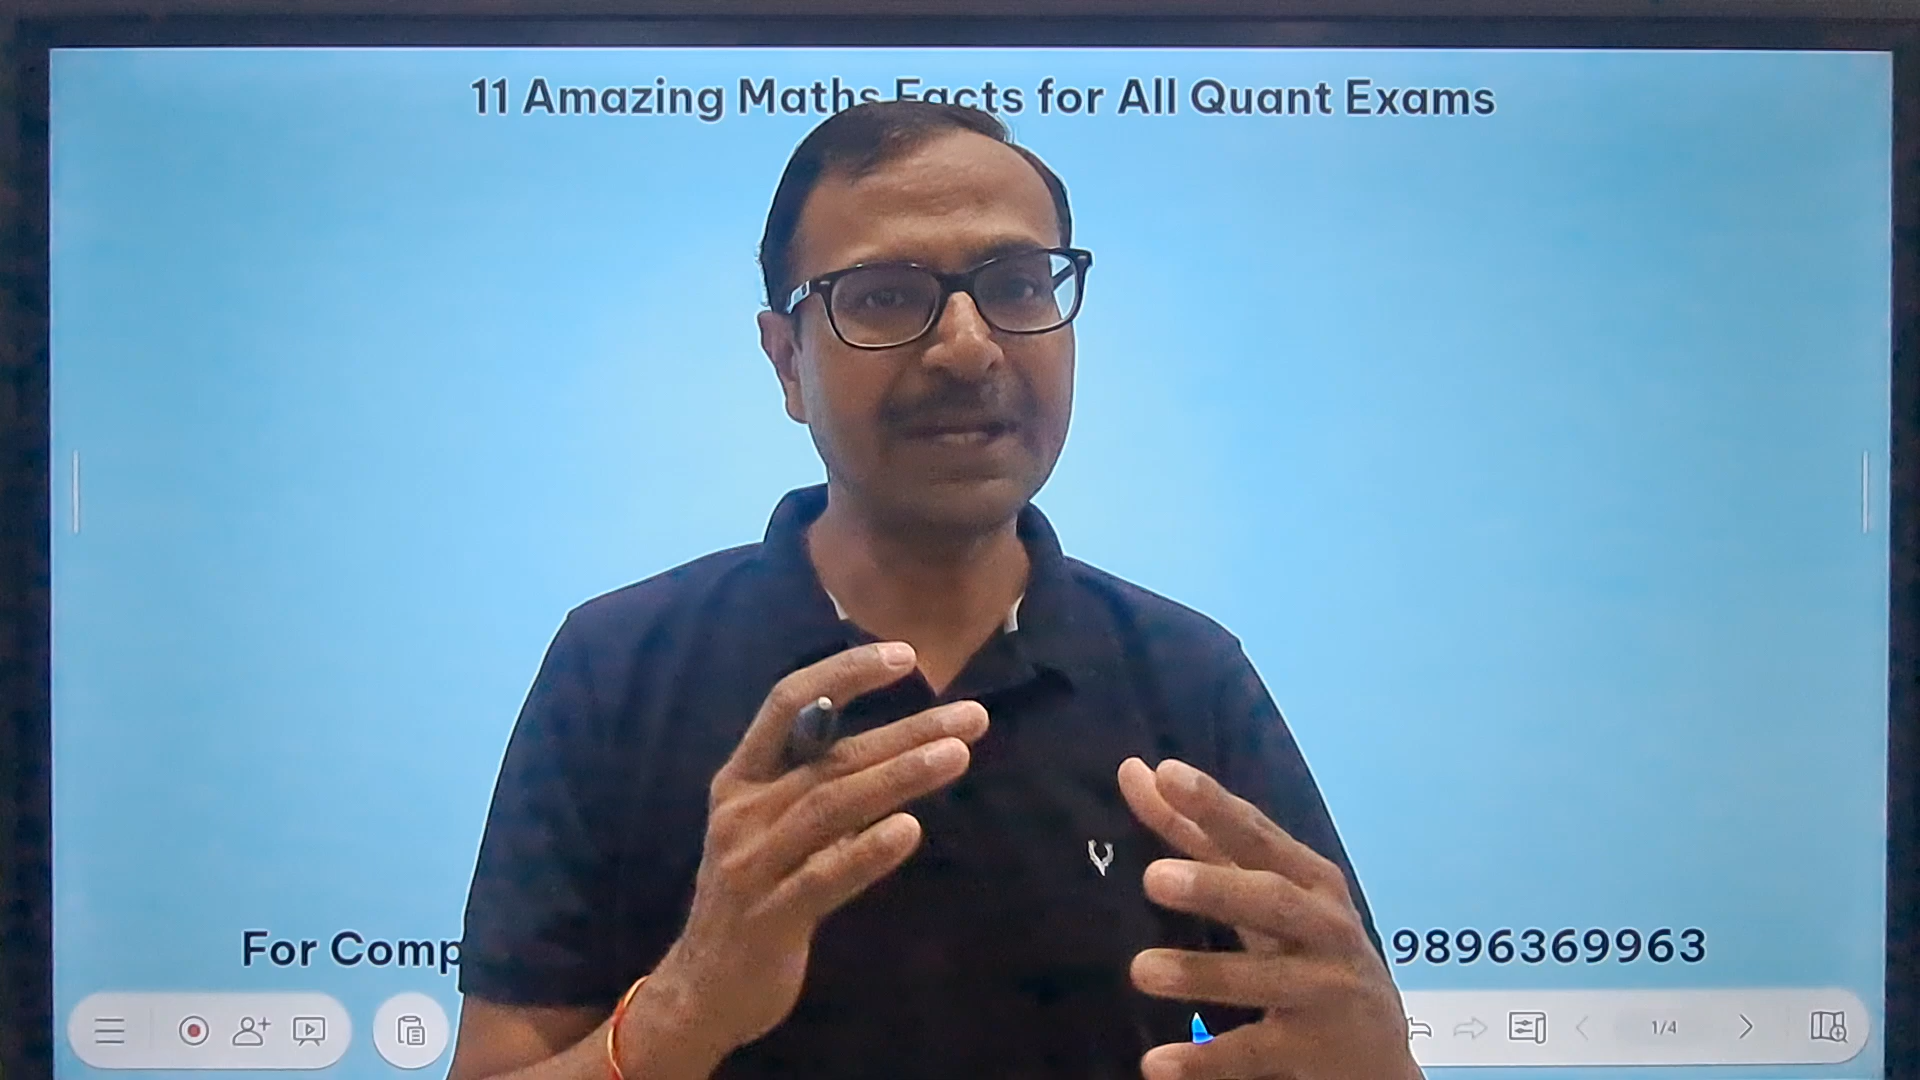 11 Amazing Maths Facts for All Quant Exams
For Comp 9896369963
1/4